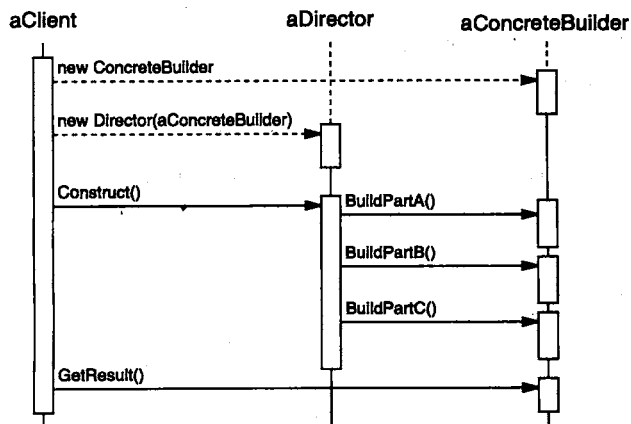 aClient
aDirector
aConcreteBuilder
new ConcreteBuilder
new Director(aConcreteBuilder)
Construct()
BuildPartA()
BuildPartB()
BuildPartC()
GetResult()